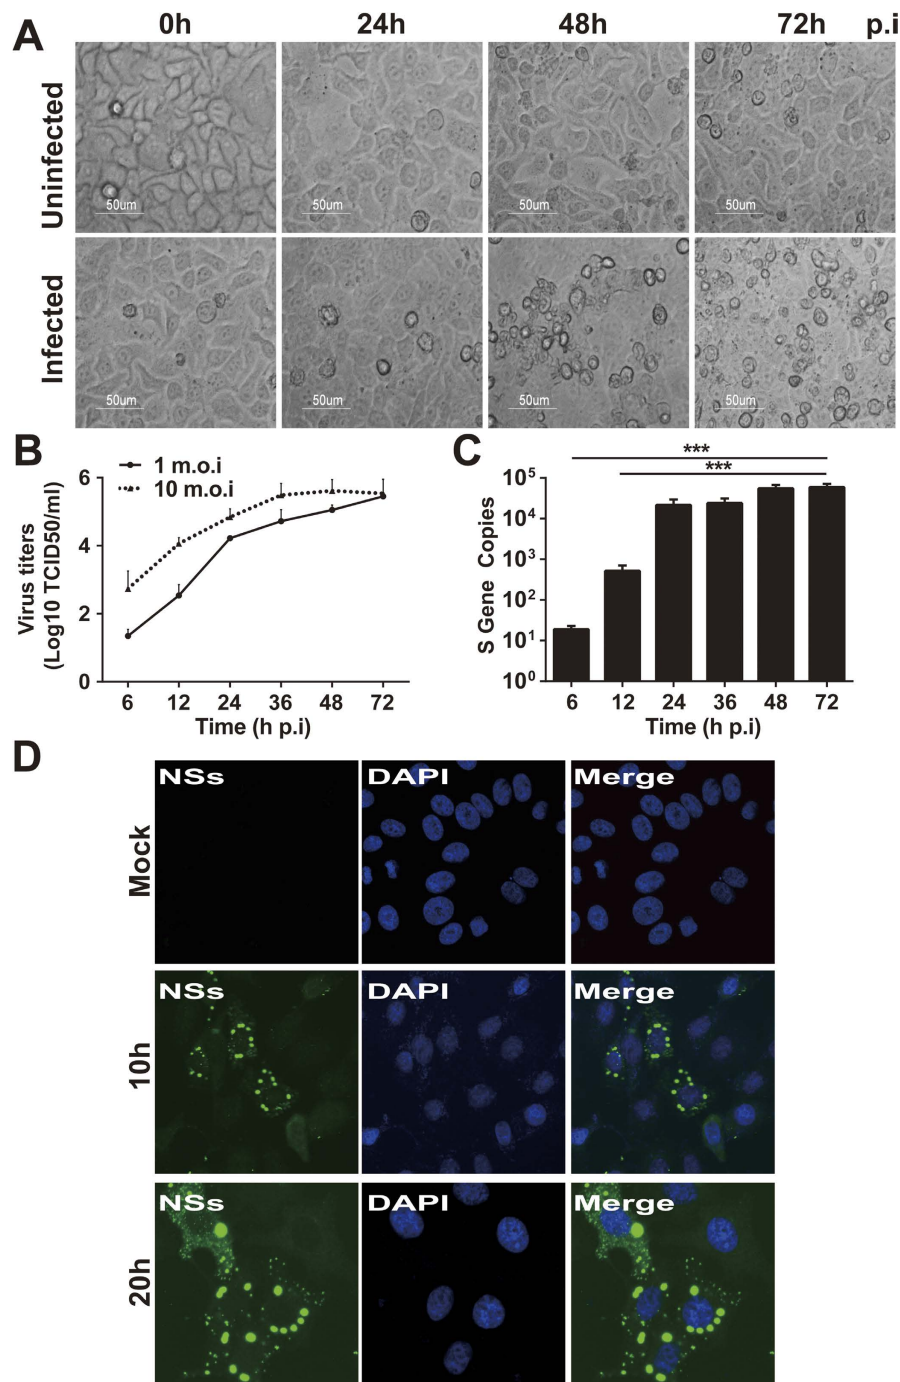 A
0h 24h 48h 72h p.i
Uninfected
50um 50um 50um 50um
Infected
50um 50um 50um 50um
B
1 m.o.i
10 m.o.i
Virus titers
(Log10 TCID50/ml)
6
4
2
0
6 12 24 36 48 72
Time (h p.i)
C
***
***
S Gene Copies
10⁵
10⁴
10³
10²
10¹
10⁰
6 12 24 36 48 72
Time (h p.i)
D
Mock
NSs DAPI Merge
10h
NSs DAPI Merge
20h
NSs DAPI Merge